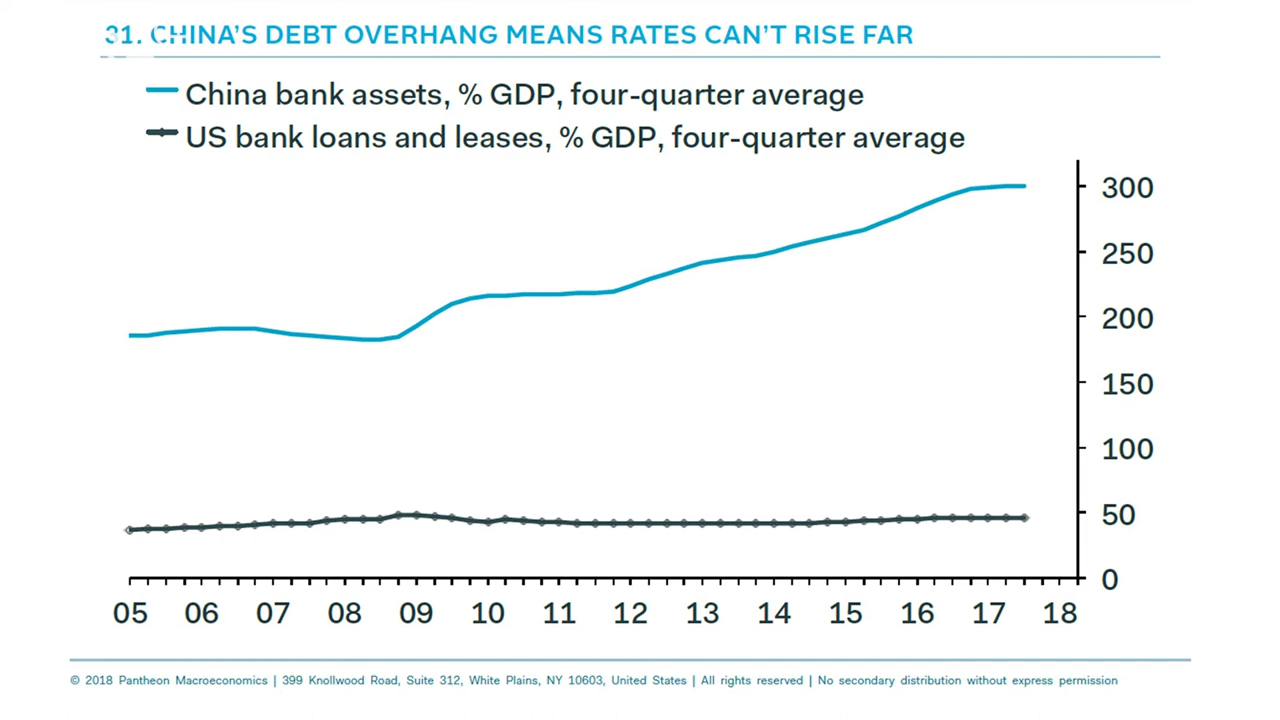 31. CHINA'S DEBT OVERHANG MEANS RATES CAN'T RISE FAR
China bank assets, % GDP, four-quarter average
US bank loans and leases, % GDP, four-quarter average
300
250
200
150
100
50
0
05 06 07 08 09 10 11 12 13 14 15 16 17 18
© 2018 Pantheon Macroeconomics | 399 Knollwood Road, Suite 312, White Plains, NY 10603, United States | All rights reserved | No secondary distribution without express permission